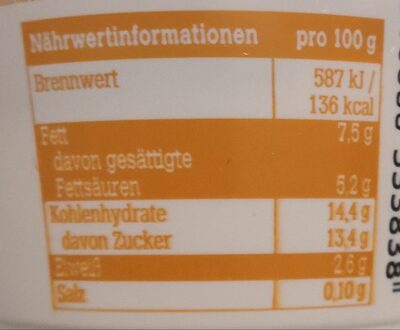 Nährwertinformationen pro 100 g
Brennwert 587 kJ /
136 kcal
Fett 7,5 g
davon gesättigte
Fettsäuren 5,2 g
Kohlenhydrate 14,4 g
davon Zucker 13,4 g
Eiweiß 2,6 g
Salz 0,10 g